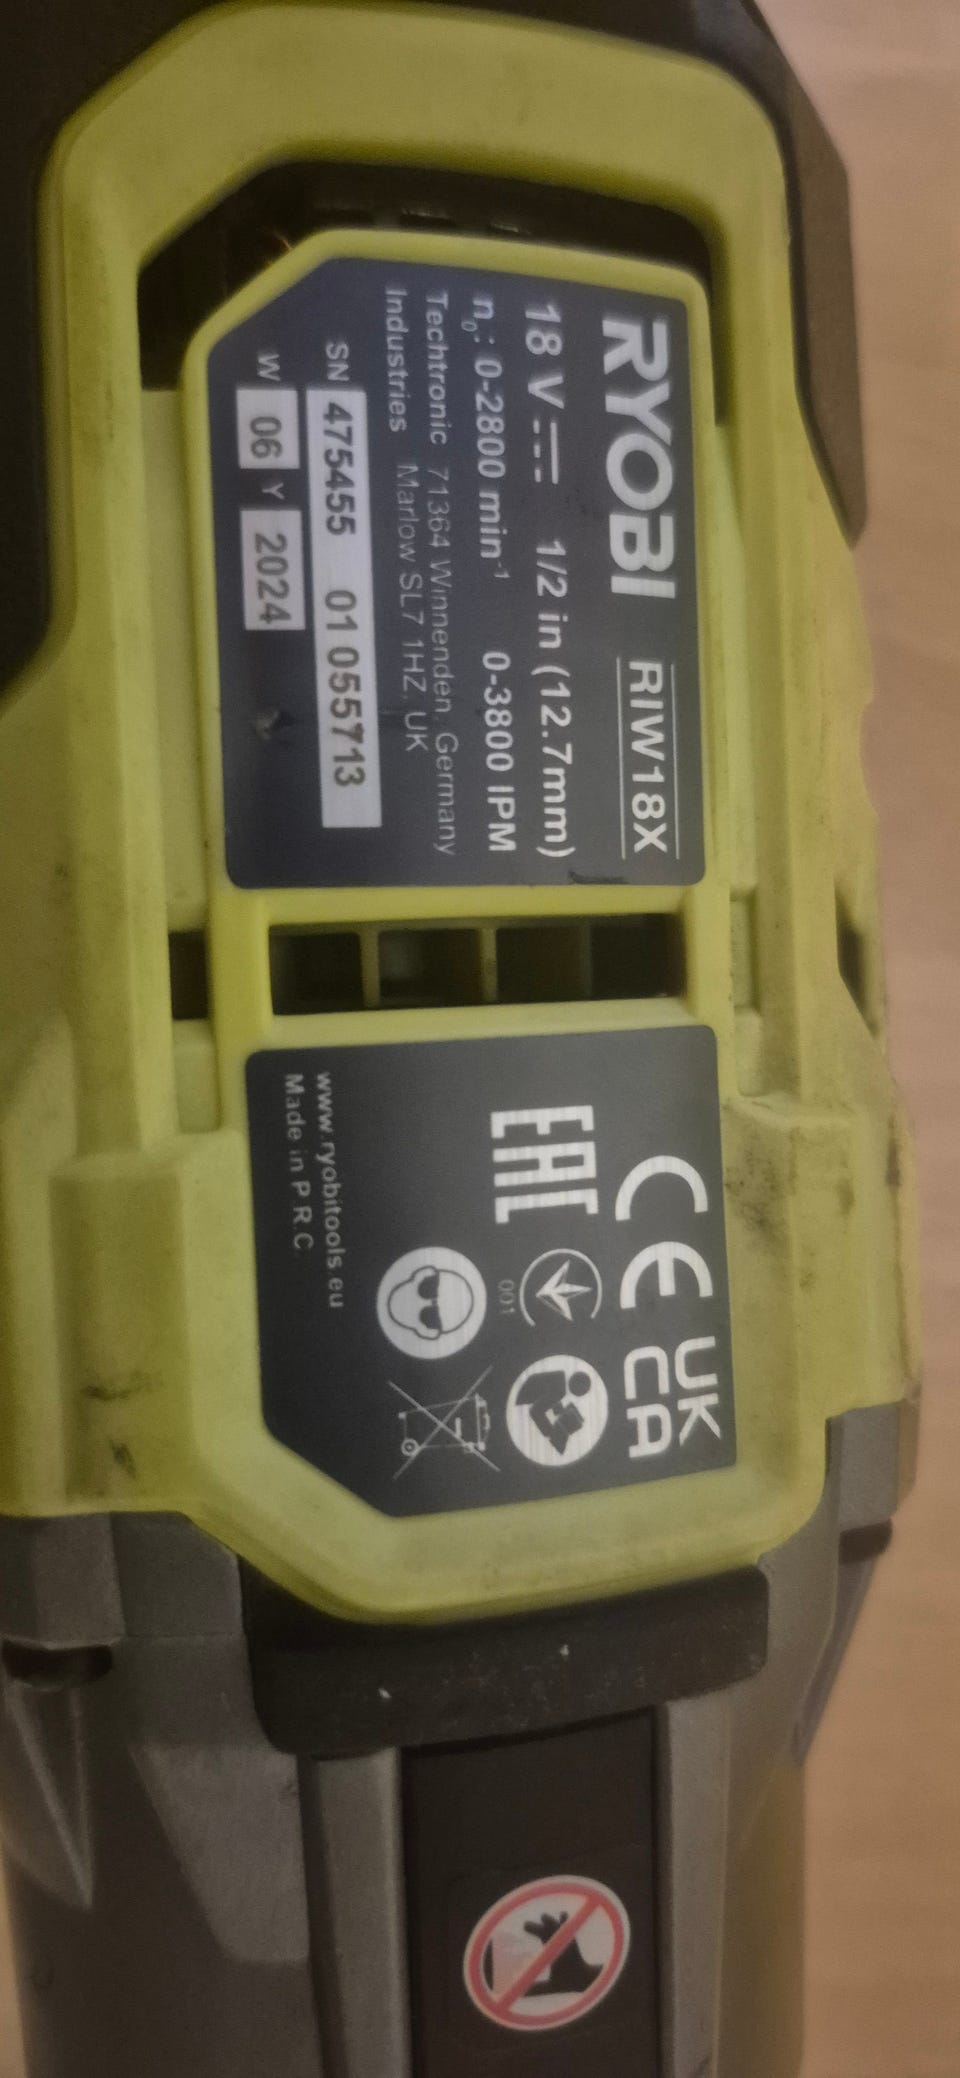 RYOBI RIW18X
18 V 1/2 in (12.7mm)
n₀: 0-2800 min⁻¹ 0-3800 IPM
Techtronic 71364 Winnenden, Germany
Industries Marlow SL7 1HZ, UK
SN 475455 01 055713
W 06 Y 2024
CE UK
CA
EAC
001
www.ryobitools.eu
Made in P.R.C.